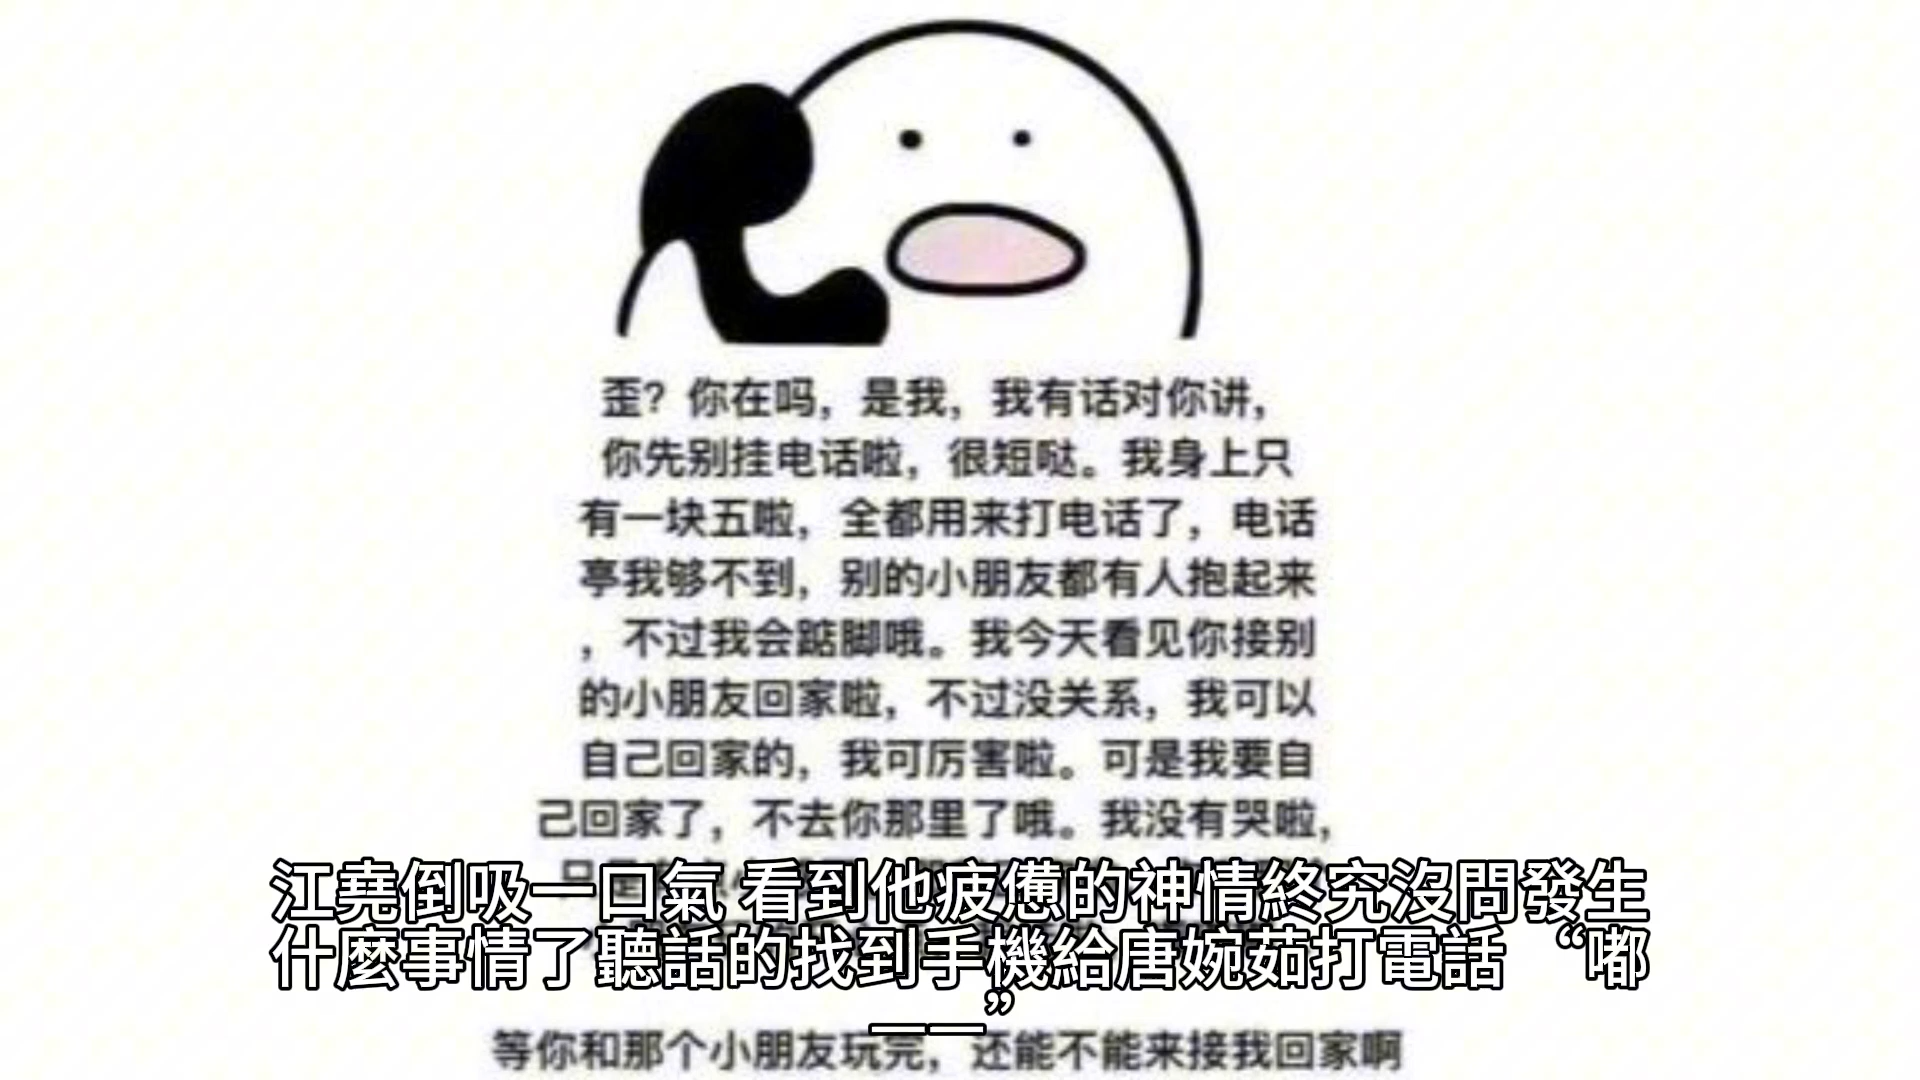 歪？你在吗，是我，我有话对你讲，
你先别挂电话啦，很短哒。我身上只
有一块五啦，全都用来打电话了，电话
亭我够不到，别的小朋友都有人抱起来
，不过我会踮脚哦。我今天看见你接别
的小朋友回家啦，不过没关系，我可以
自己回家的，我可厉害啦。可是我要自
己回家了，不去你那里了哦。我没有哭啦，
江堯倒吸一口氣 看到他疲憊的神情終究沒問發生
什麼事情了聽話的找到手機給唐婉茹打電話 “嘟
——”
等你和那个小朋友玩完，还能不能来接我回家啊